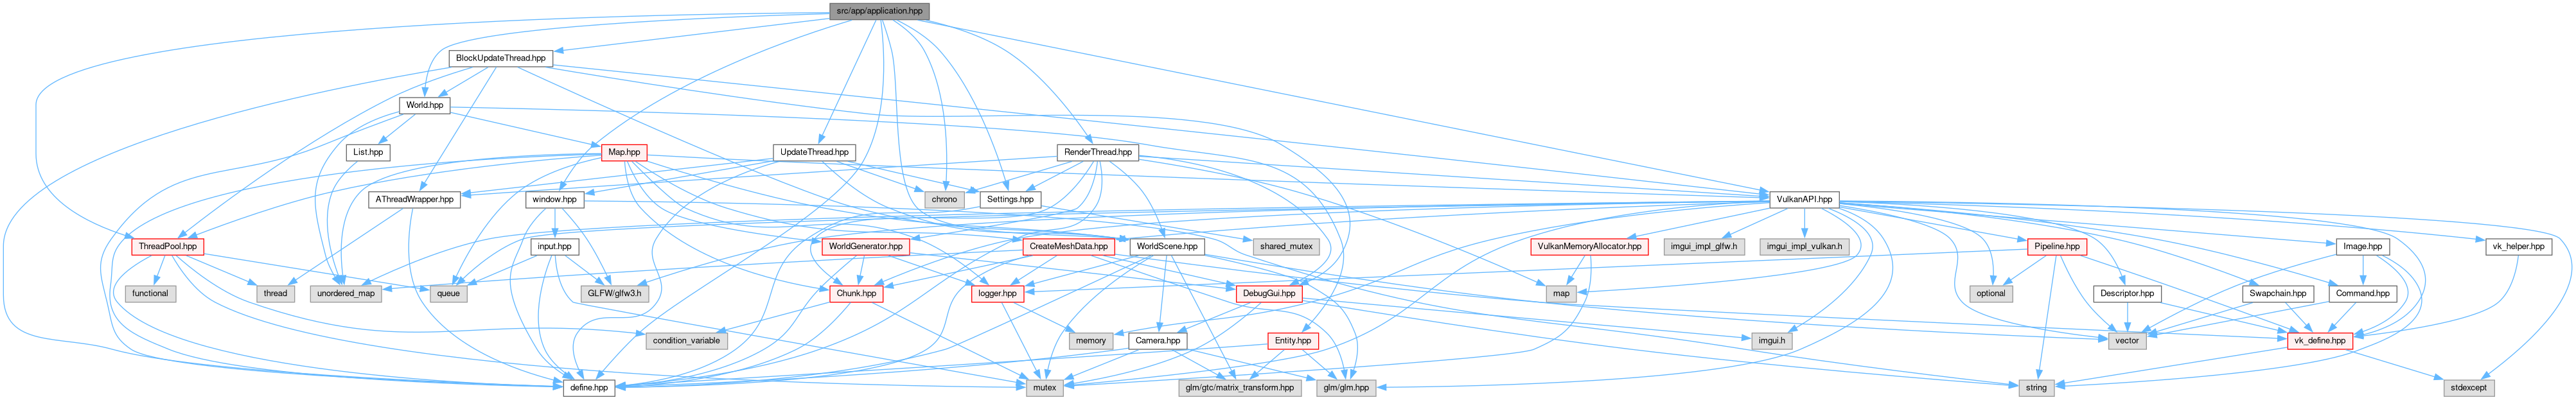 src/app/application.hpp
BlockUpdateThread.hpp
World.hpp
List.hpp
Map.hpp
UpdateThread.hpp
RenderThread.hpp
AThreadWrapper.hpp
window.hpp
chrono
Settings.hpp
VulkanAPI.hpp
ThreadPool.hpp
input.hpp
WorldGenerator.hpp
CreateMeshData.hpp
WorldScene.hpp
shared_mutex
VulkanMemoryAllocator.hpp
imgui_impl_glfw.h
imgui_impl_vulkan.h
Pipeline.hpp
Image.hpp
vk_helper.hpp
functional
thread
unordered_map
queue
GLFW/glfw3.h
Chunk.hpp
logger.hpp
DebugGui.hpp
map
optional
Descriptor.hpp
Swapchain.hpp
Command.hpp
condition_variable
memory
Camera.hpp
Entity.hpp
imgui.h
vector
vk_define.hpp
define.hpp
mutex
glm/gtc/matrix_transform.hpp
glm/glm.hpp
string
stdexcept